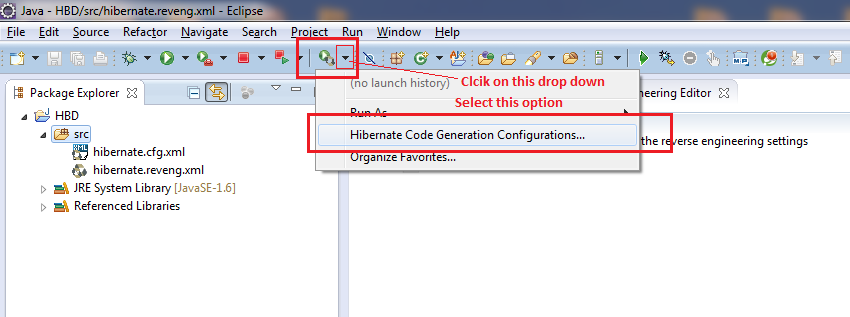 Java - HBD/src/hibernate.reveng.xml - Eclipse
File Edit Source Refactor Navigate Search Project Run Window Help
Clcik on this drop down
Package Explorer
(no launch history)
neering Editor
Select this option
HBD
Run As
src
Hibernate Code Generation Configurations...
the reverse engineering settings
hibernate.cfg.xml
Organize Favorites...
hibernate.reveng.xml
JRE System Library [JavaSE-1.6]
Referenced Libraries